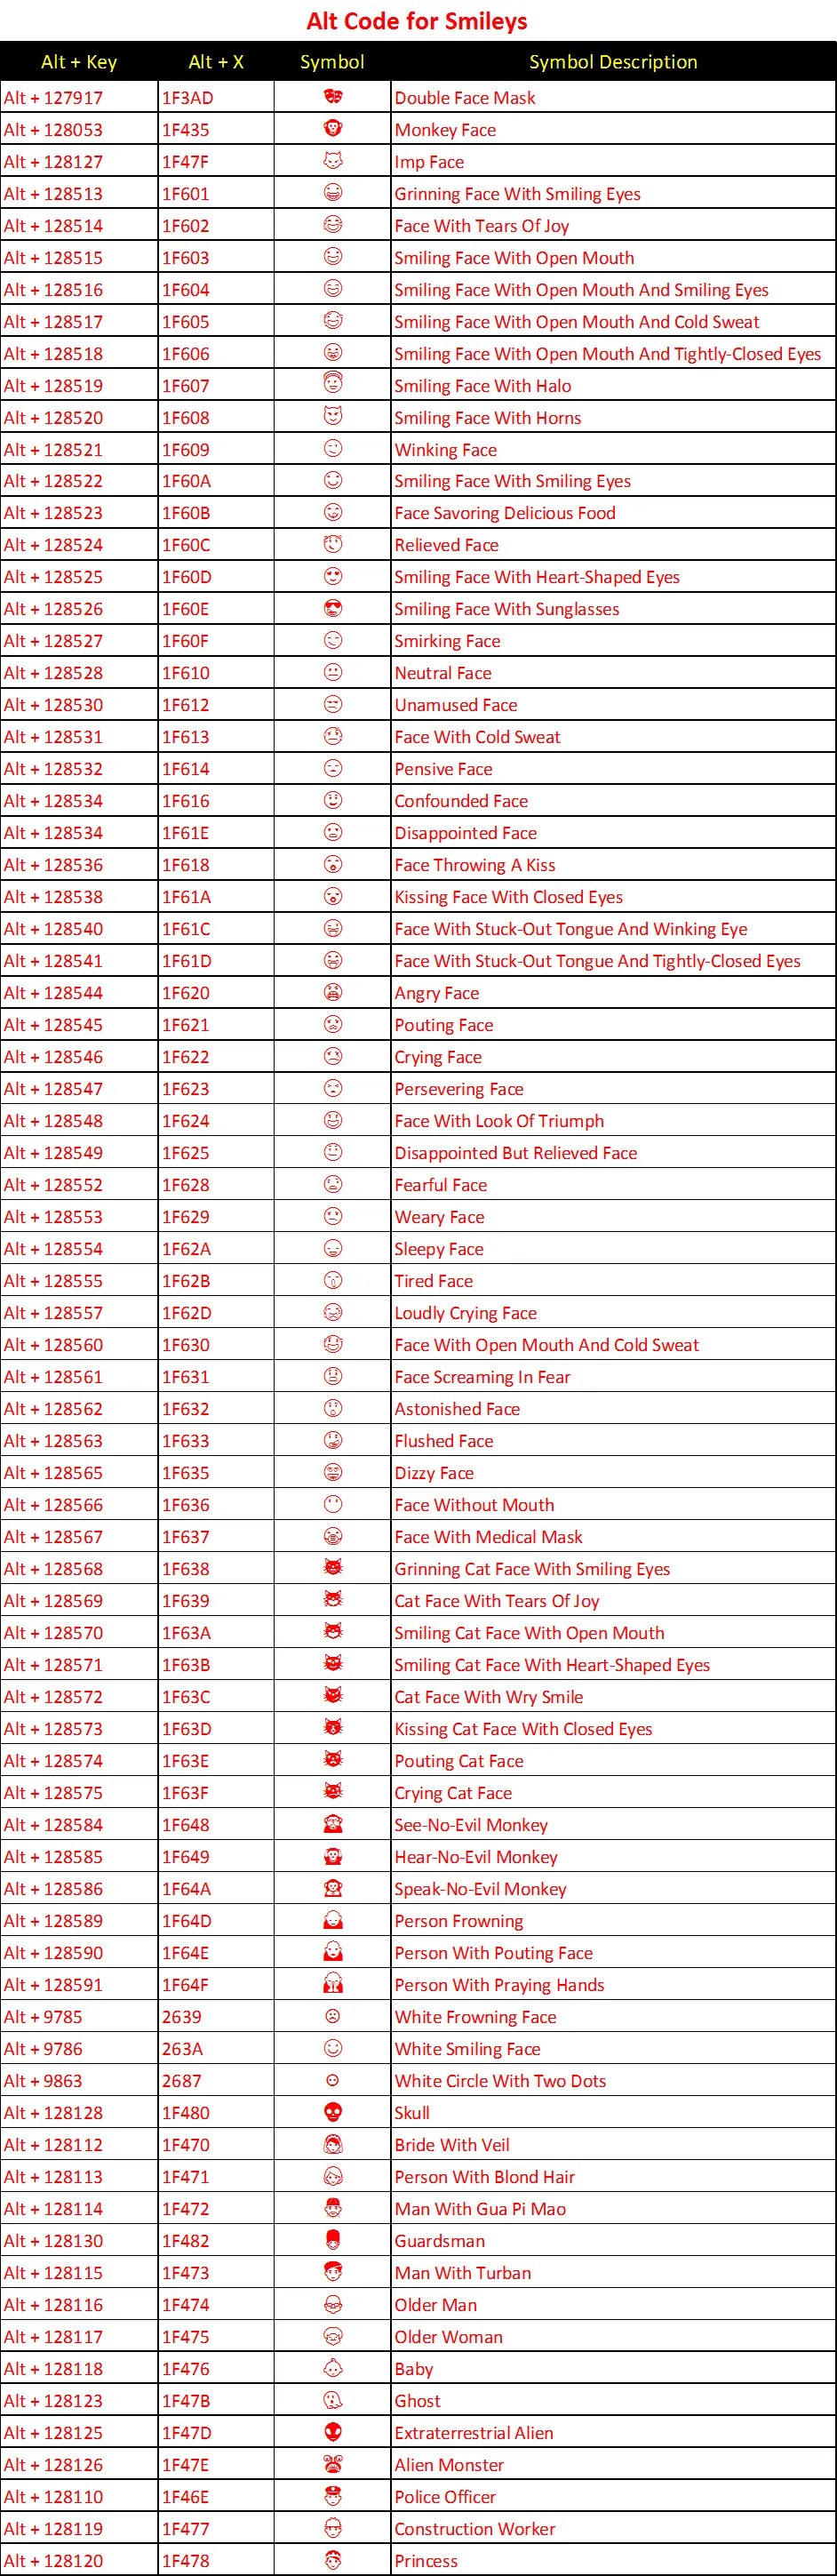 Alt Code for Smileys
Alt + Key Alt + X Symbol Symbol Description
Alt + 127917 1F3AD Double Face Mask
Alt + 128053 1F435 Monkey Face
Alt + 128127 1F47F Imp Face
Alt + 128513 1F601 Grinning Face With Smiling Eyes
Alt + 128514 1F602 Face With Tears Of Joy
Alt + 128515 1F603 Smiling Face With Open Mouth
Alt + 128516 1F604 Smiling Face With Open Mouth And Smiling Eyes
Alt + 128517 1F605 Smiling Face With Open Mouth And Cold Sweat
Alt + 128518 1F606 Smiling Face With Open Mouth And Tightly-Closed Eyes
Alt + 128519 1F607 Smiling Face With Halo
Alt + 128520 1F608 Smiling Face With Horns
Alt + 128521 1F609 Winking Face
Alt + 128522 1F60A Smiling Face With Smiling Eyes
Alt + 128523 1F60B Face Savoring Delicious Food
Alt + 128524 1F60C Relieved Face
Alt + 128525 1F60D Smiling Face With Heart-Shaped Eyes
Alt + 128526 1F60E Smiling Face With Sunglasses
Alt + 128527 1F60F Smirking Face
Alt + 128528 1F610 Neutral Face
Alt + 128530 1F612 Unamused Face
Alt + 128531 1F613 Face With Cold Sweat
Alt + 128532 1F614 Pensive Face
Alt + 128534 1F616 Confounded Face
Alt + 128534 1F61E Disappointed Face
Alt + 128536 1F618 Face Throwing A Kiss
Alt + 128538 1F61A Kissing Face With Closed Eyes
Alt + 128540 1F61C Face With Stuck-Out Tongue And Winking Eye
Alt + 128541 1F61D Face With Stuck-Out Tongue And Tightly-Closed Eyes
Alt + 128544 1F620 Angry Face
Alt + 128545 1F621 Pouting Face
Alt + 128546 1F622 Crying Face
Alt + 128547 1F623 Persevering Face
Alt + 128548 1F624 Face With Look Of Triumph
Alt + 128549 1F625 Disappointed But Relieved Face
Alt + 128552 1F628 Fearful Face
Alt + 128553 1F629 Weary Face
Alt + 128554 1F62A Sleepy Face
Alt + 128555 1F62B Tired Face
Alt + 128557 1F62D Loudly Crying Face
Alt + 128560 1F630 Face With Open Mouth And Cold Sweat
Alt + 128561 1F631 Face Screaming In Fear
Alt + 128562 1F632 Astonished Face
Alt + 128563 1F633 Flushed Face
Alt + 128565 1F635 Dizzy Face
Alt + 128566 1F636 Face Without Mouth
Alt + 128567 1F637 Face With Medical Mask
Alt + 128568 1F638 Grinning Cat Face With Smiling Eyes
Alt + 128569 1F639 Cat Face With Tears Of Joy
Alt + 128570 1F63A Smiling Cat Face With Open Mouth
Alt + 128571 1F63B Smiling Cat Face With Heart-Shaped Eyes
Alt + 128572 1F63C Cat Face With Wry Smile
Alt + 128573 1F63D Kissing Cat Face With Closed Eyes
Alt + 128574 1F63E Pouting Cat Face
Alt + 128575 1F63F Crying Cat Face
Alt + 128584 1F648 See-No-Evil Monkey
Alt + 128585 1F649 Hear-No-Evil Monkey
Alt + 128586 1F64A Speak-No-Evil Monkey
Alt + 128589 1F64D Person Frowning
Alt + 128590 1F64E Person With Pouting Face
Alt + 128591 1F64F Person With Praying Hands
Alt + 9785 2639 White Frowning Face
Alt + 9786 263A White Smiling Face
Alt + 9863 2687 White Circle With Two Dots
Alt + 128128 1F480 Skull
Alt + 128112 1F470 Bride With Veil
Alt + 128113 1F471 Person With Blond Hair
Alt + 128114 1F472 Man With Gua Pi Mao
Alt + 128130 1F482 Guardsman
Alt + 128115 1F473 Man With Turban
Alt + 128116 1F474 Older Man
Alt + 128117 1F475 Older Woman
Alt + 128118 1F476 Baby
Alt + 128123 1F47B Ghost
Alt + 128125 1F47D Extraterrestrial Alien
Alt + 128126 1F47E Alien Monster
Alt + 128110 1F46E Police Officer
Alt + 128119 1F477 Construction Worker
Alt + 128120 1F478 Princess